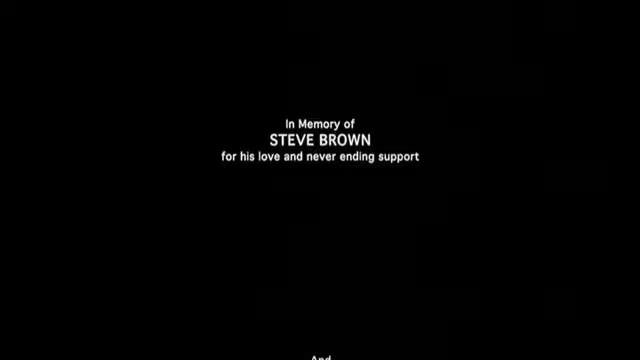 In Memory of
STEVE BROWN
for his love and never ending support
And